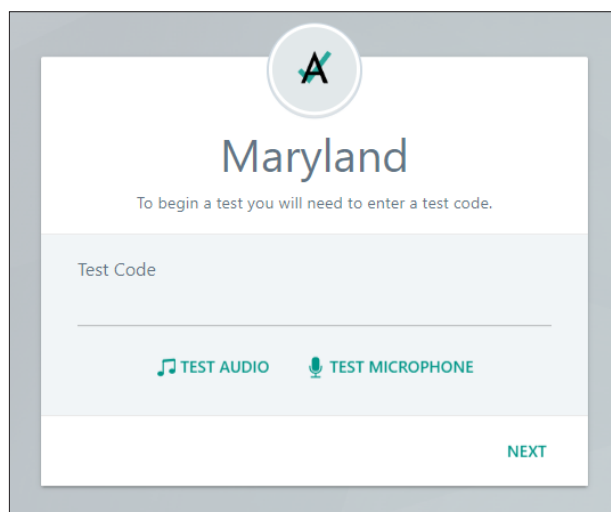 A
Maryland
To begin a test you will need to enter a test code.
Test Code
TEST AUDIO TEST MICROPHONE
NEXT